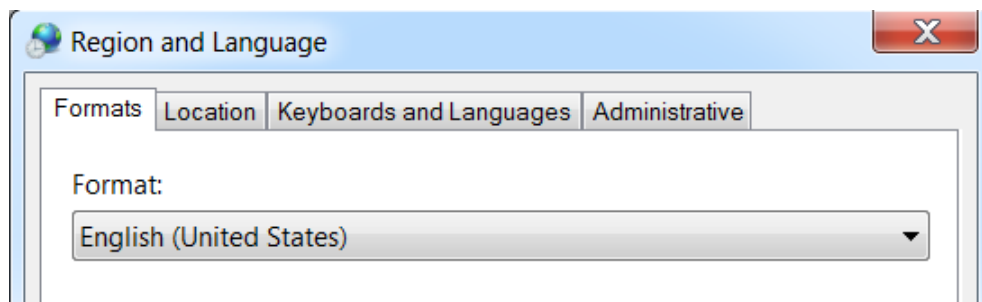 Region and Language
Formats Location Keyboards and Languages Administrative
Format:
English (United States)